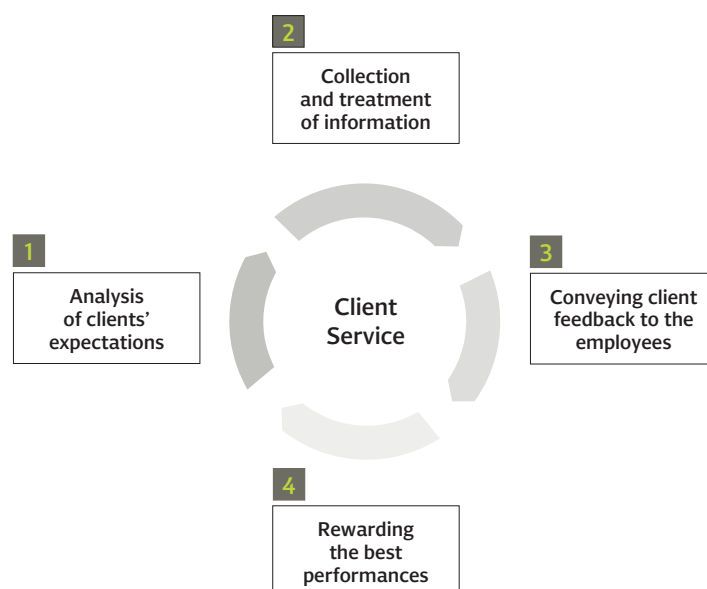 2
Collection
and treatment
of information
1
Analysis
of clients'
expectations
Client
Service
3
Conveying client
feedback to the
employees
4
Rewarding
the best
performances